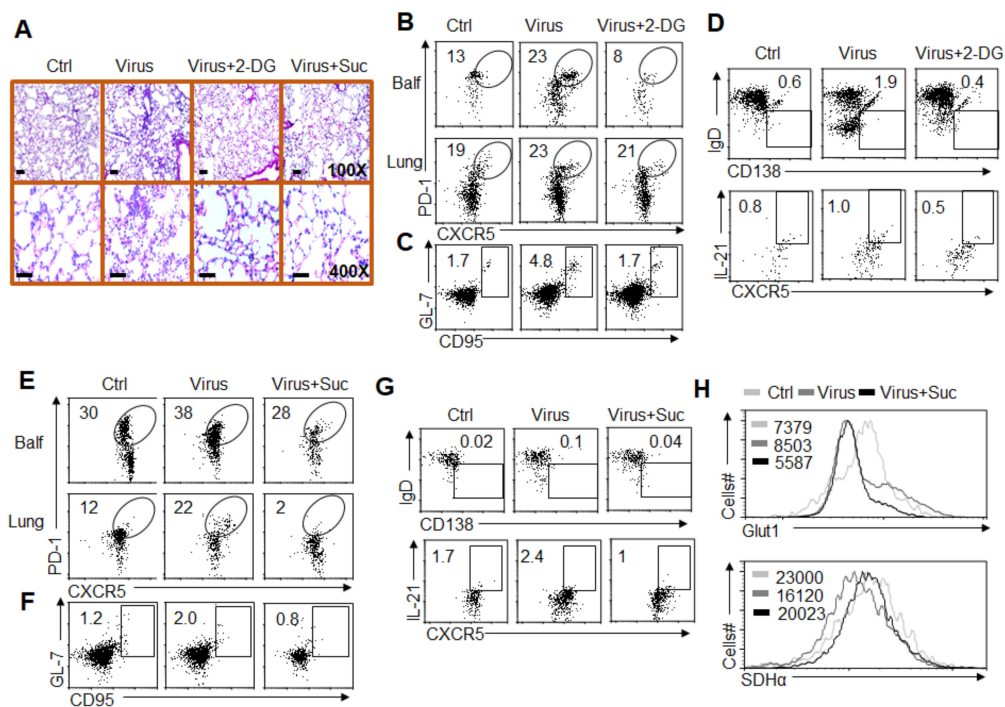 A
Ctrl Virus Virus+2-DG Virus+Suc
100X
400X
B
Ctrl Virus Virus+2-DG
Balf
13 23 8
Lung
19 23 21
PD-1
CXCR5
C
1.7 4.8 1.7
GL-7
CD95
D
Ctrl Virus Virus+2-DG
0.6 1.9 0.4
IgD
CD138
0.8 1.0 0.5
IL-21
CXCR5
E
Ctrl Virus Virus+Suc
Balf
30 38 28
Lung
12 22 2
PD-1
CXCR5
F
1.2 2.0 0.8
GL-7
CD95
G
Ctrl Virus Virus+Suc
0.02 0.1 0.04
IgD
CD138
1.7 2.4 1
IL-21
CXCR5
H
Ctrl Virus Virus+Suc
7379
8503
5587
Cells#
Glut1
23000
16120
20023
Cells#
SDHα